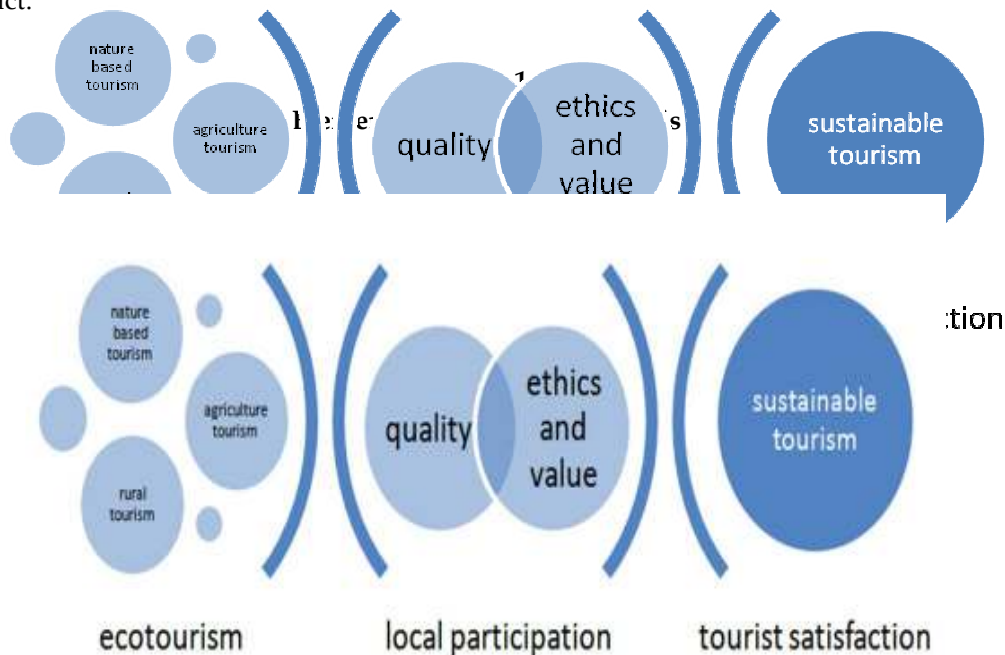 nature
based
tourism
agriculture
tourism
quality
ethics
and
value
sustainable
tourism
nature
based
tourism
agriculture
tourism
rural
tourism
quality
ethics
and
value
sustainable
tourism
ction
ecotourism
local participation
tourist satisfaction